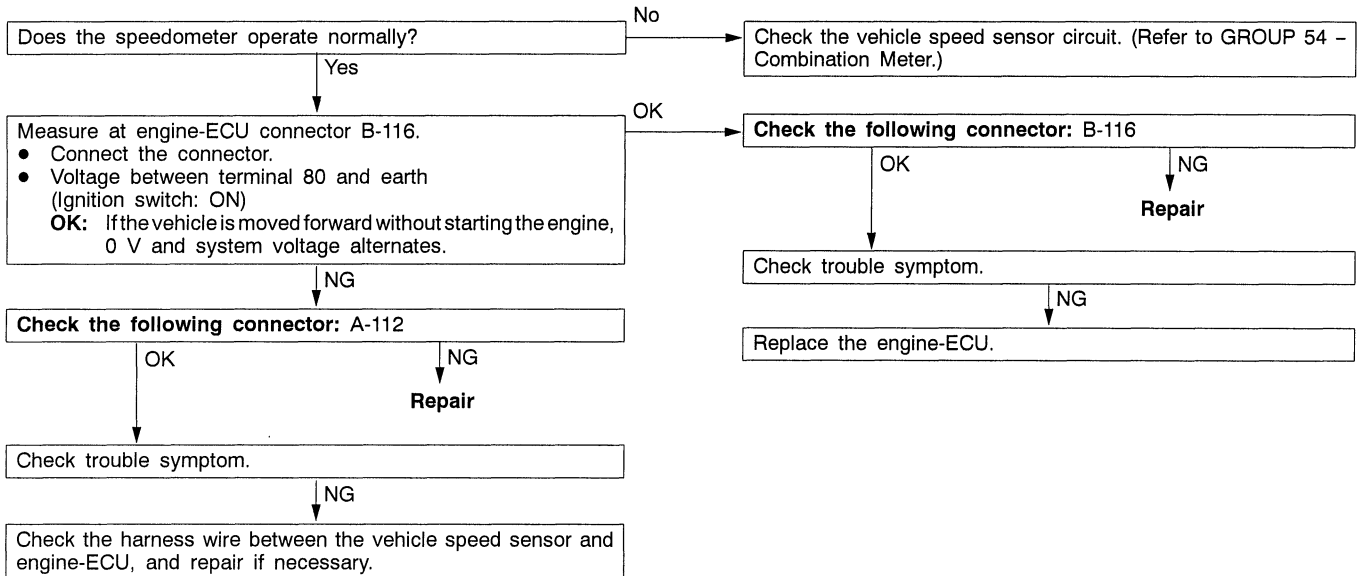 Does the speedometer operate normally?
No
Check the vehicle speed sensor circuit. (Refer to GROUP 54 –
Combination Meter.)
Yes
Measure at engine-ECU connector B-116.
● Connect the connector.
● Voltage between terminal 80 and earth
(Ignition switch: ON)
OK: If the vehicle is moved forward without starting the engine,
0 V and system voltage alternates.
OK
Check the following connector: B-116
OK
NG
Repair
Check trouble symptom.
NG
Replace the engine-ECU.
NG
Check the following connector: A-112
OK
NG
Repair
Check trouble symptom.
NG
Check the harness wire between the vehicle speed sensor and
engine-ECU, and repair if necessary.